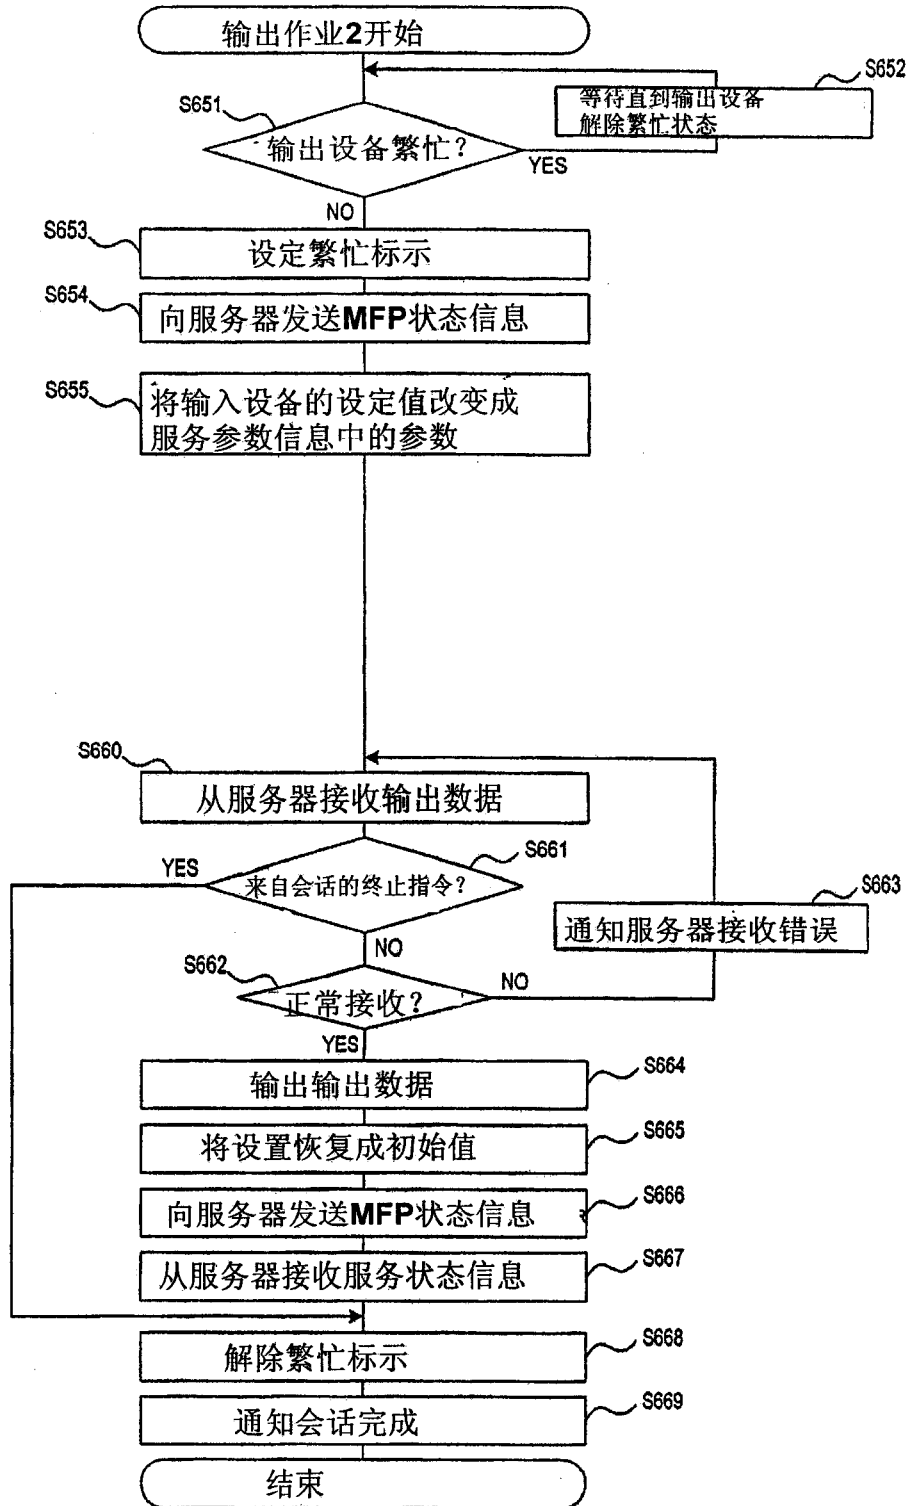 输出作业2开始
S652
等待直到输出设备
解除繁忙状态
S651
输出设备繁忙?
YES
NO
S653
设定繁忙标示
S654
向服务器发送MFP状态信息
S655
将输入设备的设定值改变成
服务参数信息中的参数
S660
从服务器接收输出数据
S661
YES
来自会话的终止指令?
S663
通知服务器接收错误
NO
S662
正常接收?
NO
YES
S664
输出输出数据
S665
将设置恢复成初始值
S666
向服务器发送MFP状态信息
S667
从服务器接收服务状态信息
S668
解除繁忙标示
S669
通知会话完成
结束